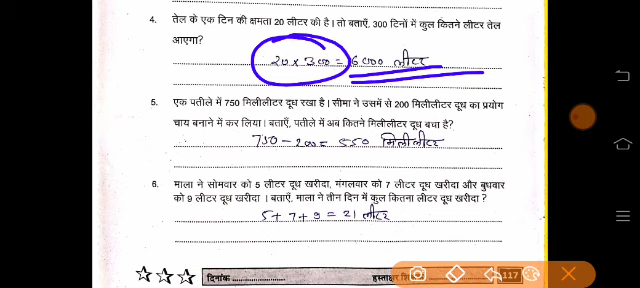 4. तेल के एक टिन की क्षमता 20 लीटर की है। तो बताएँ, 300 टिनों में कुल कितने लीटर तेल
आएगा?
20 x 300 = 6000 लीटर
5. एक पतीले में 750 मिलीलीटर दूध रखा है। सीमा ने उसमें से 200 मिलीलीटर दूध का प्रयोग
चाय बनाने में कर लिया। बताएँ, पतीले में अब कितने मिलीलीटर दूध बचा है?
750 - 200 = 550 मिलीलीटर
6. माला ने सोमवार को 5 लीटर दूध खरीदा, मंगलवार को 7 लीटर दूध खरीदा और बुधवार
को 9 लीटर दूध खरीदा । बताएँ, माला ने तीन दिन में कुल कितना लीटर दूध खरीदा ?
5 + 7 + 9 = 21 लीटर
दिनांक हस्ताक्षर 117